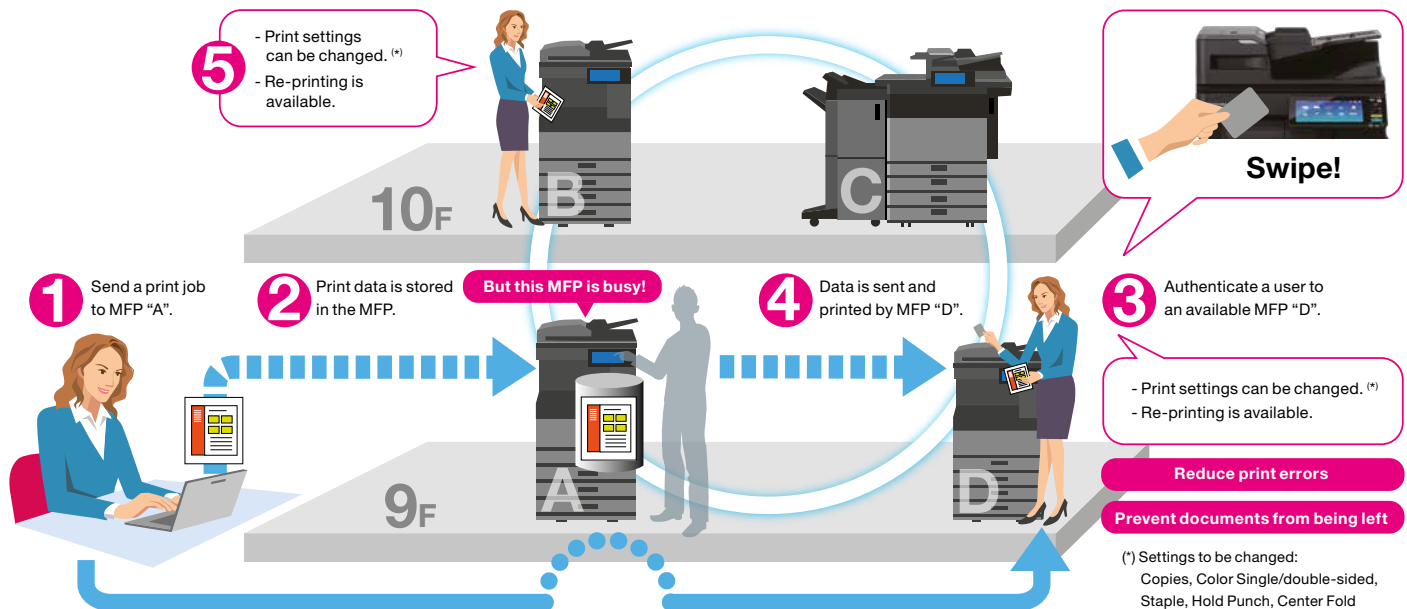 5
- Print settings
can be changed. (*)
- Re-printing is
available.
Swipe!
10F
B
C
1
Send a print job
to MFP “A”.
2
Print data is stored
in the MFP.
But this MFP is busy!
4
Data is sent and
printed by MFP “D”.
3
Authenticate a user to
an available MFP “D”.
- Print settings can be changed. (*)
- Re-printing is available.
9F
A
D
Reduce print errors
Prevent documents from being left
(*) Settings to be changed:
Copies, Color Single/double-sided,
Staple, Hold Punch, Center Fold